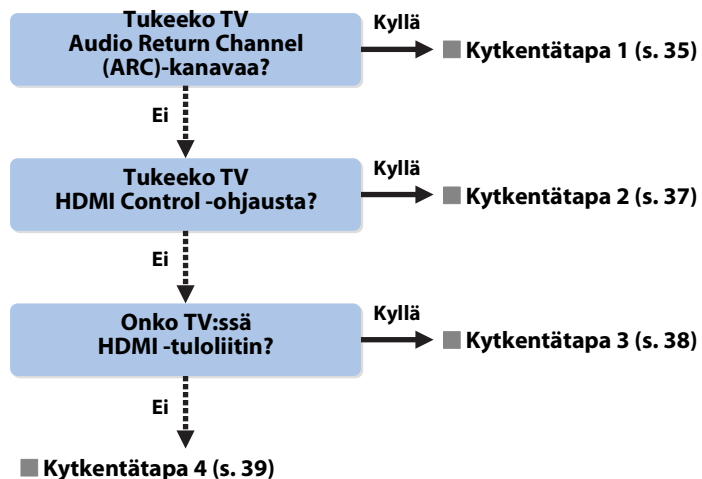 Tukeeko TV
Audio Return Channel
(ARC)-kanavaa?
Kyllä
■ Kytkentätapa 1 (s. 35)
Ei
Tukeeko TV
HDMI Control -ohjausta?
Kyllä
■ Kytkentätapa 2 (s. 37)
Ei
Onko TV:ssä
HDMI -tuloliitin?
Kyllä
■ Kytkentätapa 3 (s. 38)
Ei
■ Kytkentätapa 4 (s. 39)